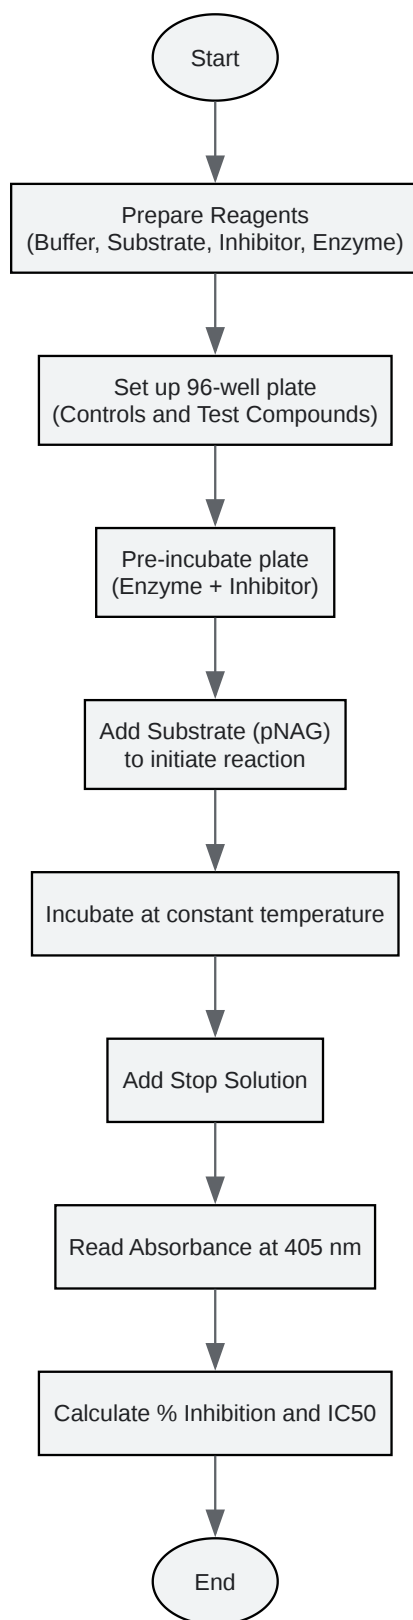 Start
Prepare Reagents
(Buffer, Substrate, Inhibitor, Enzyme)
Set up 96-well plate
(Controls and Test Compounds)
Pre-incubate plate
(Enzyme + Inhibitor)
Add Substrate (pNAG)
to initiate reaction
Incubate at constant temperature
Add Stop Solution
Read Absorbance at 405 nm
Calculate % Inhibition and IC50
End